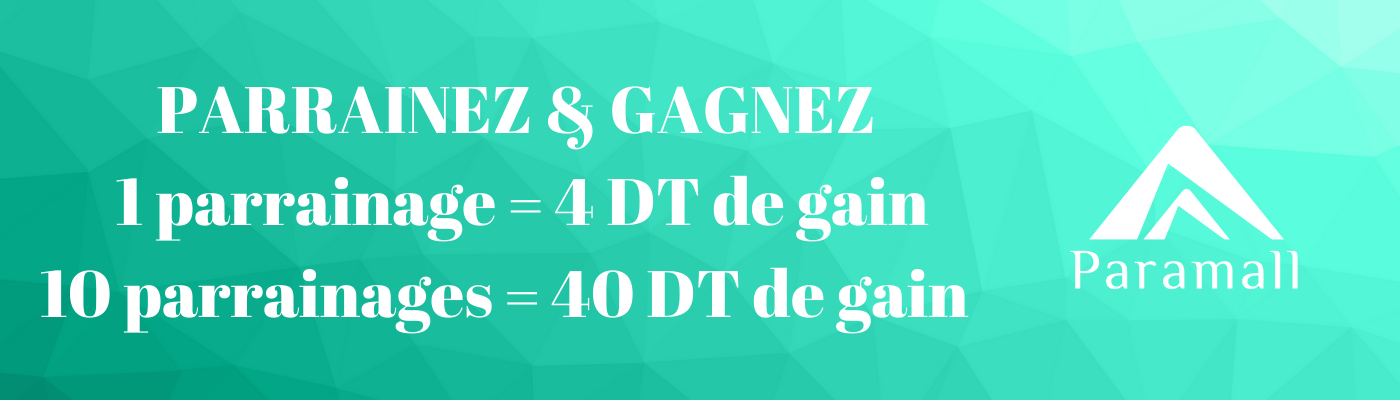 PARRAINEZ & GAGNEZ
1 parrainage = 4 DT de gain
10 parrainages = 40 DT de gain
Paramall